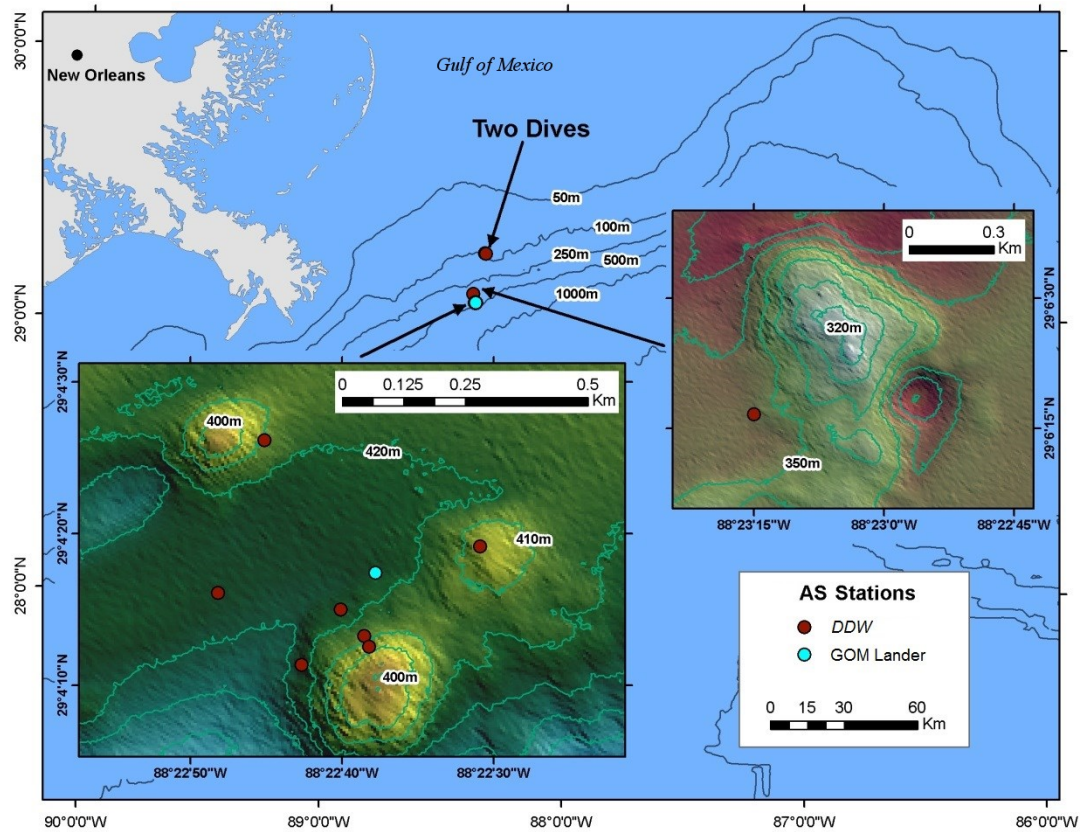 30°0'0"N
29°0'0"N
28°0'0"N
New Orleans
Gulf of Mexico
Two Dives
50m
100m
250m
500m
1000m
0 0.3
Km
320m
350m
29°6'30"N
29°6'15"N
88°23'15"W 88°23'0"W 88°22'45"W
0 0.125 0.25 0.5
Km
400m
420m
410m
400m
29°4'30"N
29°4'20"N
29°4'10"N
88°22'50"W 88°22'40"W 88°22'30"W
AS Stations
DDW
GOM Lander
0 15 30 60
Km
90°0'0"W 89°0'0"W 88°0'0"W 87°0'0"W 86°0'0"W